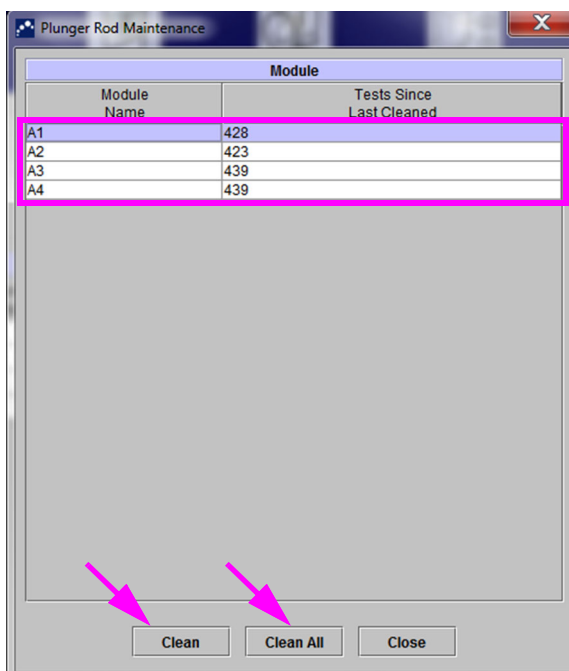 Plunger Rod Maintenance
Module
Module Name
Tests Since Last Cleaned
A1 428
A2 423
A3 439
A4 439
Clean Clean All Close